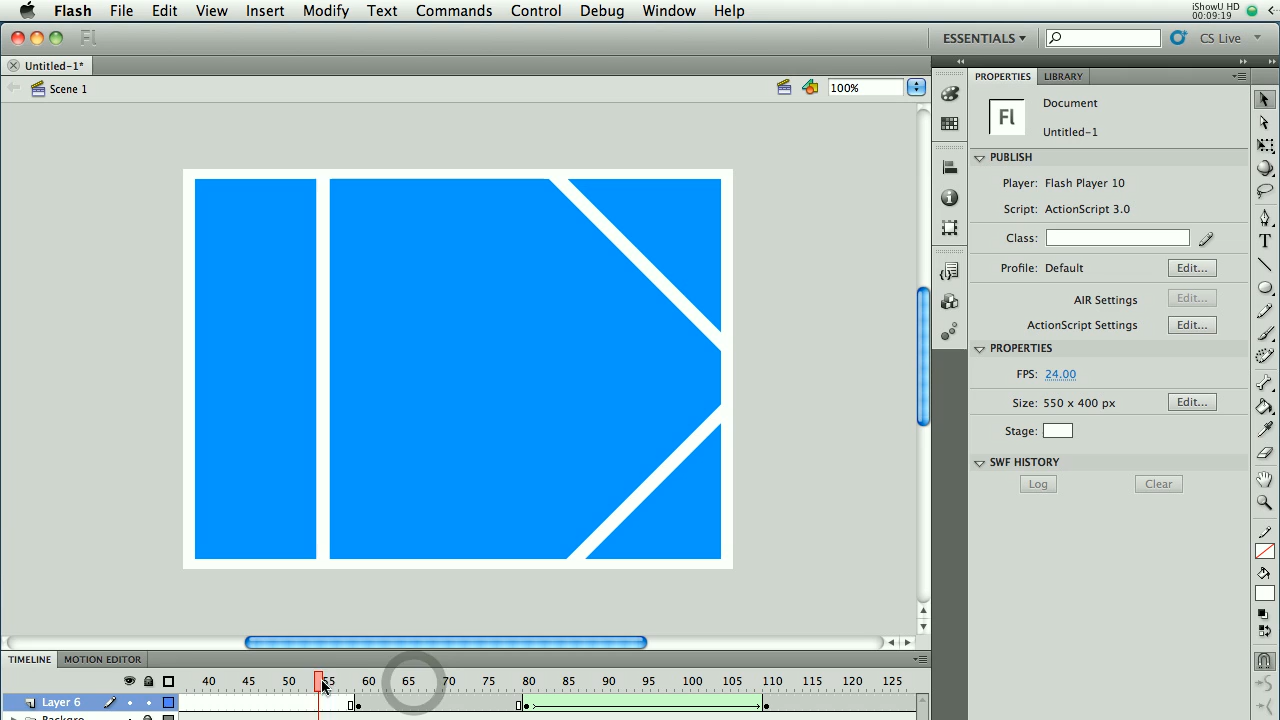 Flash File Edit View Insert Modify Text Commands Control Debug Window Help
iShowU HD
00:09:19
Fl
ESSENTIALS
CS Live
Untitled-1*
Scene 1
100%
PROPERTIES LIBRARY
Fl
Document
Untitled-1
PUBLISH
Player: Flash Player 10
Script: ActionScript 3.0
Class:
Profile: Default Edit...
AIR Settings Edit...
ActionScript Settings Edit...
PROPERTIES
FPS: 24.00
Size: 550 x 400 px Edit...
Stage:
SWF HISTORY
Log Clear
TIMELINE MOTION EDITOR
40 45 50 55 60 65 70 75 80 85 90 95 100 105 110 115 120 125
Layer 6